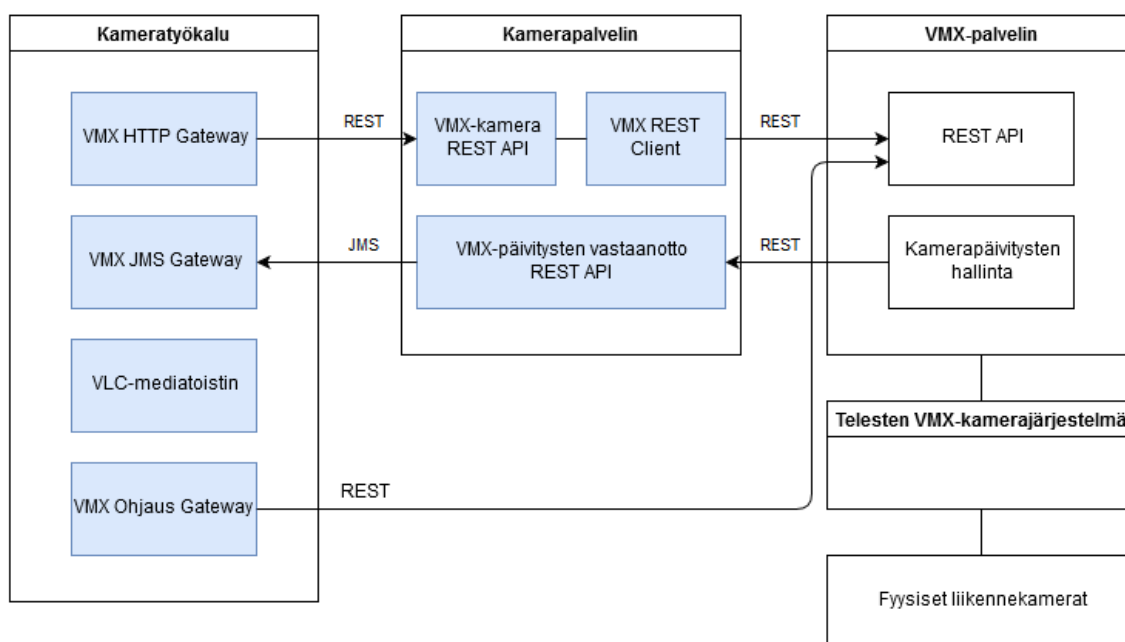 Kameratyökalu
Kamerapalvelin
VMX-palvelin
VMX HTTP Gateway
REST
VMX-kamera
REST API
VMX REST
Client
REST
REST API
VMX JMS Gateway
JMS
VMX-päivitysten vastaanotto
REST API
REST
Kamerapäivitysten
hallinta
VLC-mediatoistin
Telesten VMX-kamerajärjestelmä
VMX Ohjaus Gateway
REST
Fyysiset liikennekamerat